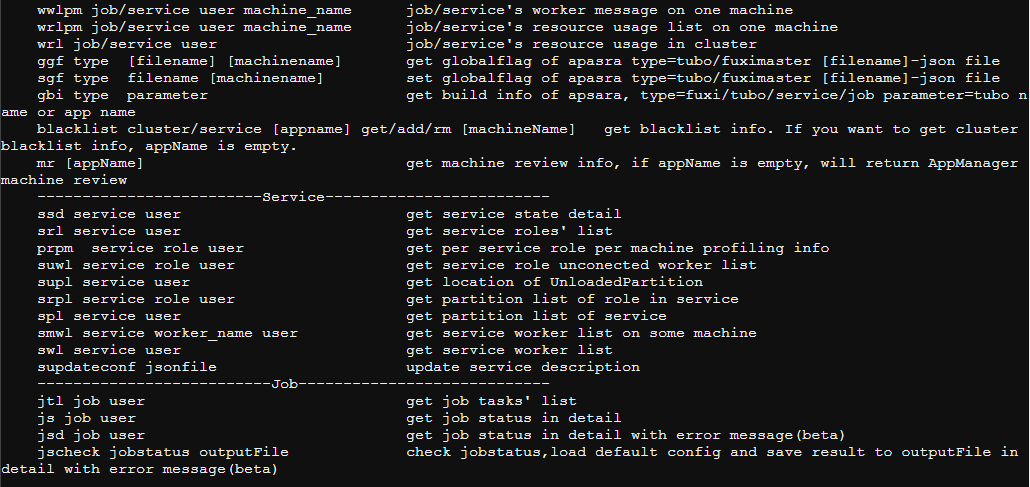 wwlpm job/service user machine_name      job/service's worker message on one machine
    wrlpm job/service user machine_name      job/service's resource usage list on one machine
    wrl job/service user                     job/service's resource usage in cluster
    ggf type  [filename] [machinename]       get globalflag of apasra type=tubo/fuximaster [filename]-json file
    sgf type  filename [machinename]         set globalflag of apasra type=tubo/fuximaster [filename]-json file
    gbi type  parameter                      get build info of apsara, type=fuxi/tubo/service/job parameter=tubo n
ame or app name
    blacklist cluster/service [appname] get/add/rm [machineName]   get blacklist info. If you want to get cluster
blacklist info, appName is empty.
    mr [appName]                             get machine review info, if appName is empty, will return AppManager
machine review
    -------------------------Service-------------------------
    ssd service user                         get service state detail
    srl service user                         get service roles' list
    prpm  service role user                  get per service role per machine profiling info
    suwl service role user                   get service role unconected worker list
    supl service user                        get location of UnloadedPartition
    srpl service role user                   get partition list of role in service
    spl service user                         get partition list of service
    smwl service worker_name user            get service worker list on some machine
    swl service user                         get service worker list
    supdateconf jsonfile                     update service description
    --------------------------Job----------------------------
    jtl job user                             get job tasks' list
    js job user                              get job status in detail
    jsd job user                             get job status in detail with error message(beta)
    jscheck jobstatus outputFile             check jobstatus,load default config and save result to outputFile in
detail with error message(beta)